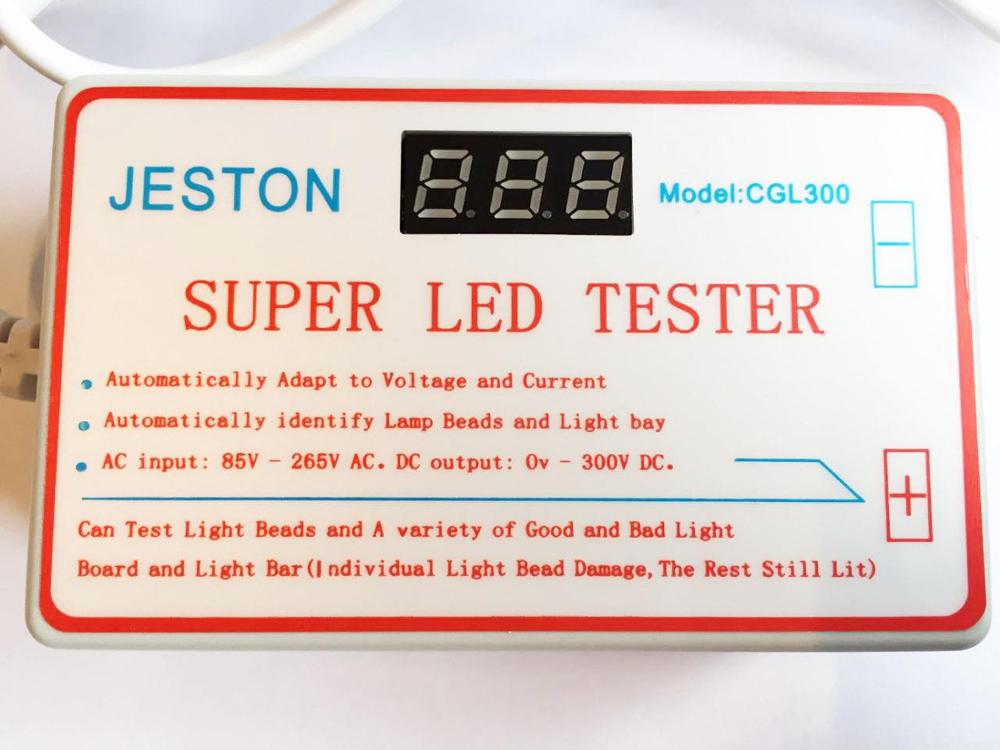 JESTON
Model:CGL300
−
SUPER LED TESTER
Automatically Adapt to Voltage and Current
Automatically identify Lamp Beads and Light bay
AC input: 85V - 265V AC. DC output: 0v - 300V DC.
+
Can Test Light Beads and A variety of Good and Bad Light
Board and Light Bar(Individual Light Bead Damage,The Rest Still Lit)